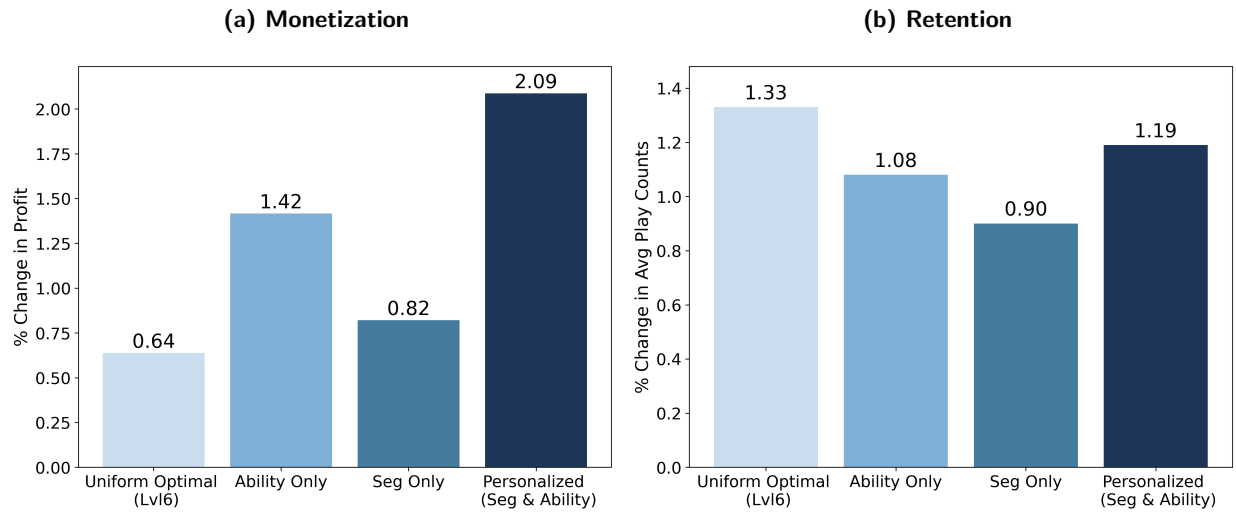 (a) Monetization
% Change in Profit
2.00
1.75
1.50
1.25
1.00
0.75
0.50
0.25
0.00
0.64
1.42
0.82
2.09
Uniform Optimal
(Lvl6)
Ability Only
Seg Only
Personalized
(Seg & Ability)
(b) Retention
% Change in Avg Play Counts
1.4
1.2
1.0
0.8
0.6
0.4
0.2
0.0
1.33
1.08
0.90
1.19
Uniform Optimal
(Lvl6)
Ability Only
Seg Only
Personalized
(Seg & Ability)